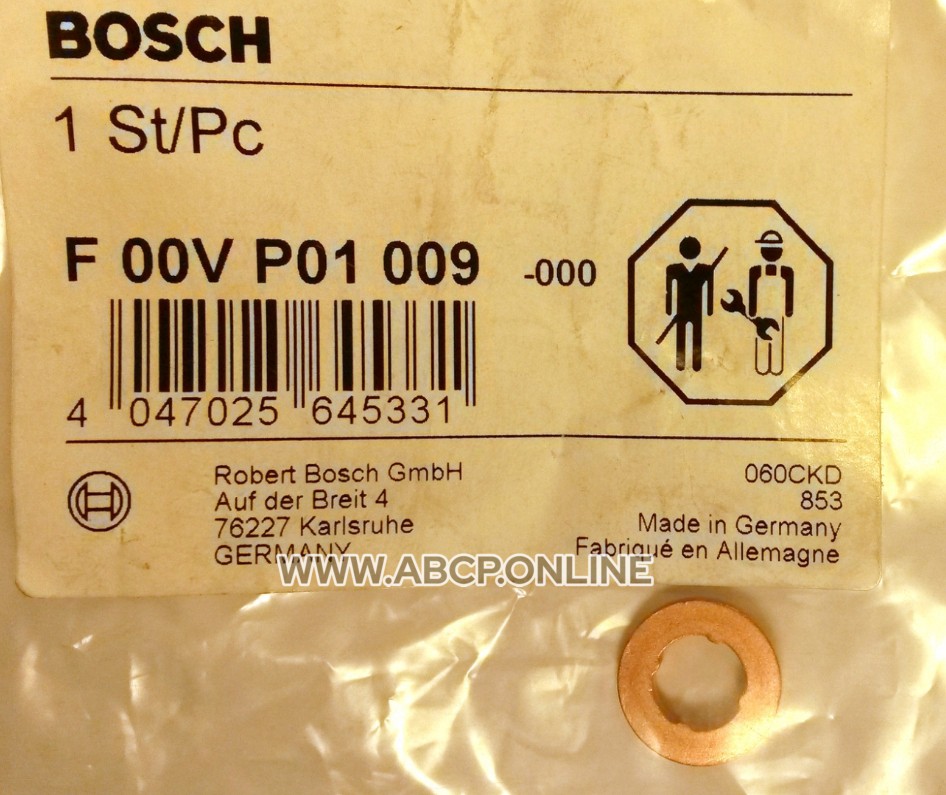 BOSCH
1 St/Pc
F 00V P01 009 -000
4 047025 645331
Robert Bosch GmbH
Auf der Breit 4
76227 Karlsruhe
GERMANY
060CKD
853
Made in Germany
Fabriqué en Allemagne
WWW.ABCP.ONLINE